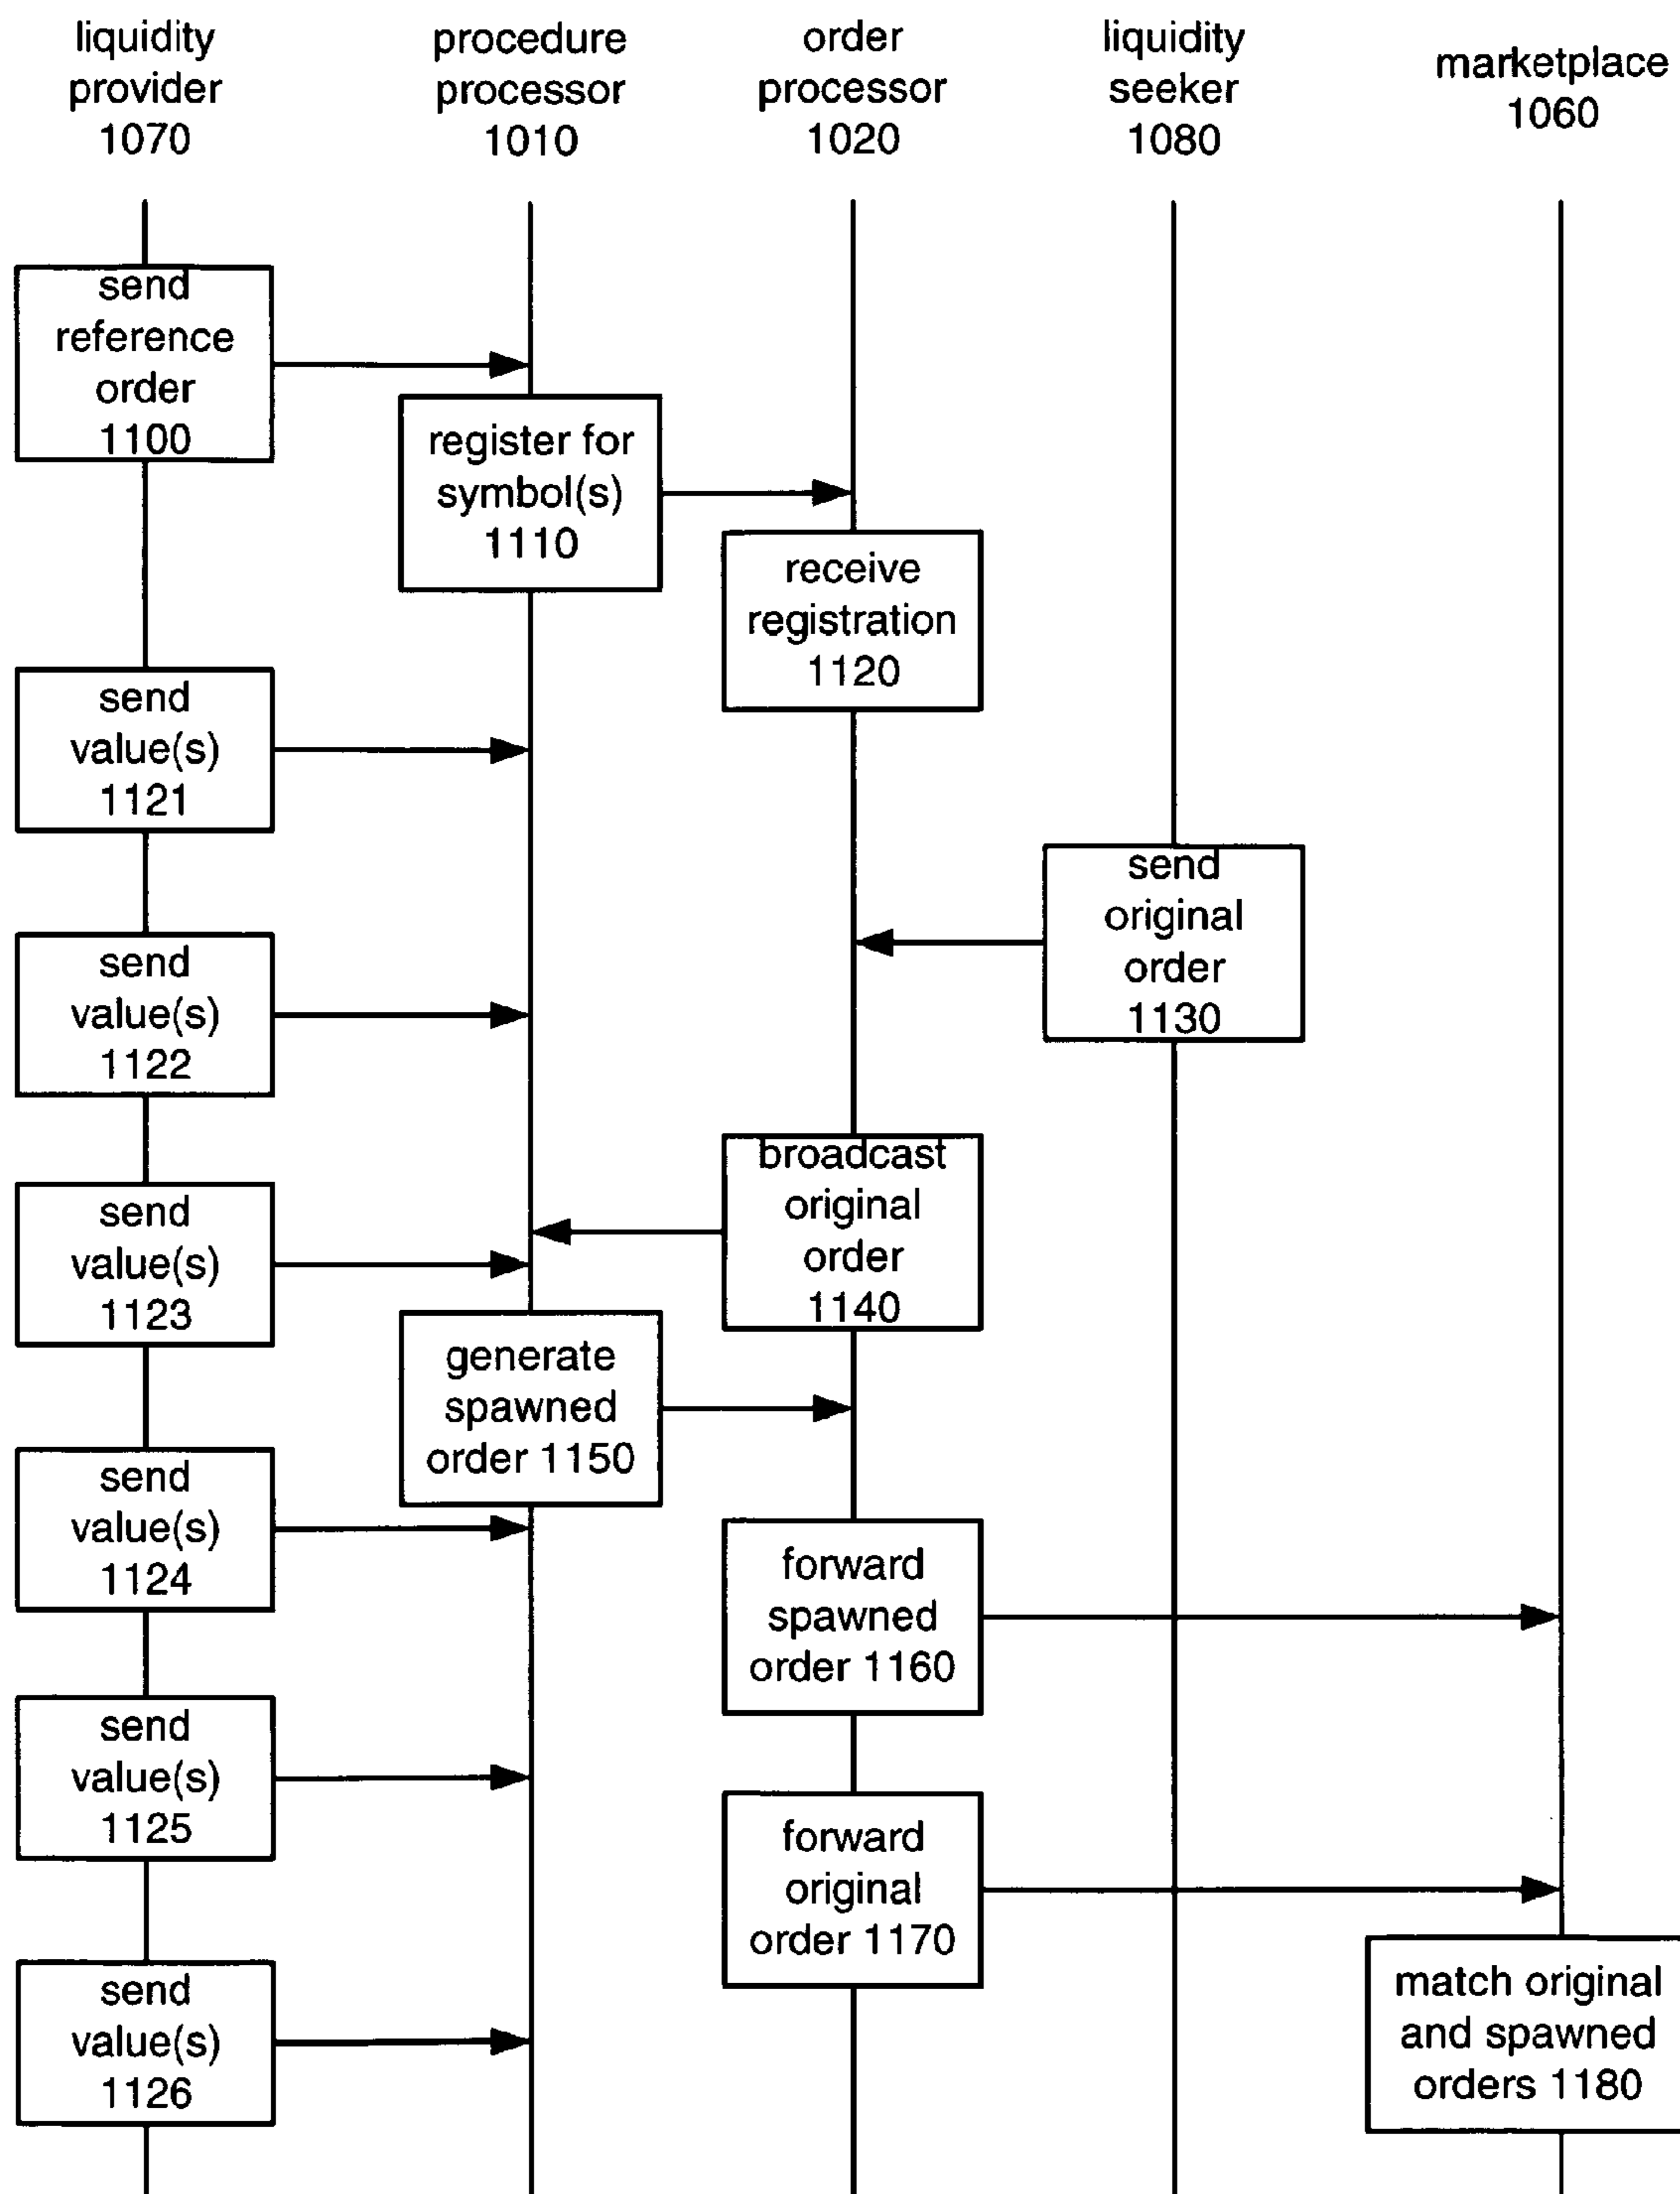 liquidity
provider
1070
procedure
processor
1010
order
processor
1020
liquidity
seeker
1080
marketplace
1060
send
reference
order
1100
register for
symbol(s)
1110
receive
registration
1120
send
value(s)
1121
send
original
order
1130
send
value(s)
1122
broadcast
original
order
1140
send
value(s)
1123
generate
spawned
order 1150
send
value(s)
1124
forward
spawned
order 1160
send
value(s)
1125
forward
original
order 1170
match original
and spawned
orders 1180
send
value(s)
1126